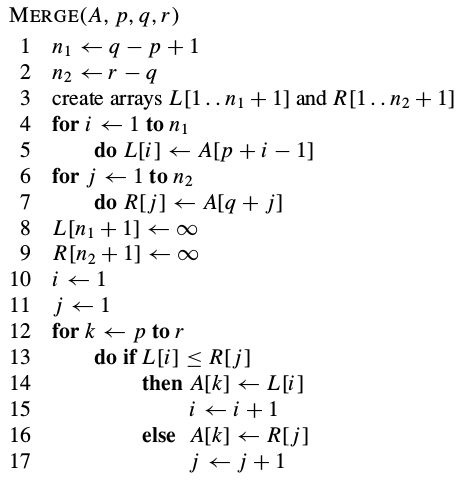 MERGE(A, p, q, r)
1 n₁ ← q − p + 1
2 n₂ ← r − q
3 create arrays L[1 . . n₁ + 1] and R[1 . . n₂ + 1]
4 for i ← 1 to n₁
5 do L[i] ← A[p + i − 1]
6 for j ← 1 to n₂
7 do R[j] ← A[q + j]
8 L[n₁ + 1] ← ∞
9 R[n₂ + 1] ← ∞
10 i ← 1
11 j ← 1
12 for k ← p to r
13 do if L[i] ≤ R[j]
14 then A[k] ← L[i]
15 i ← i + 1
16 else A[k] ← R[j]
17 j ← j + 1